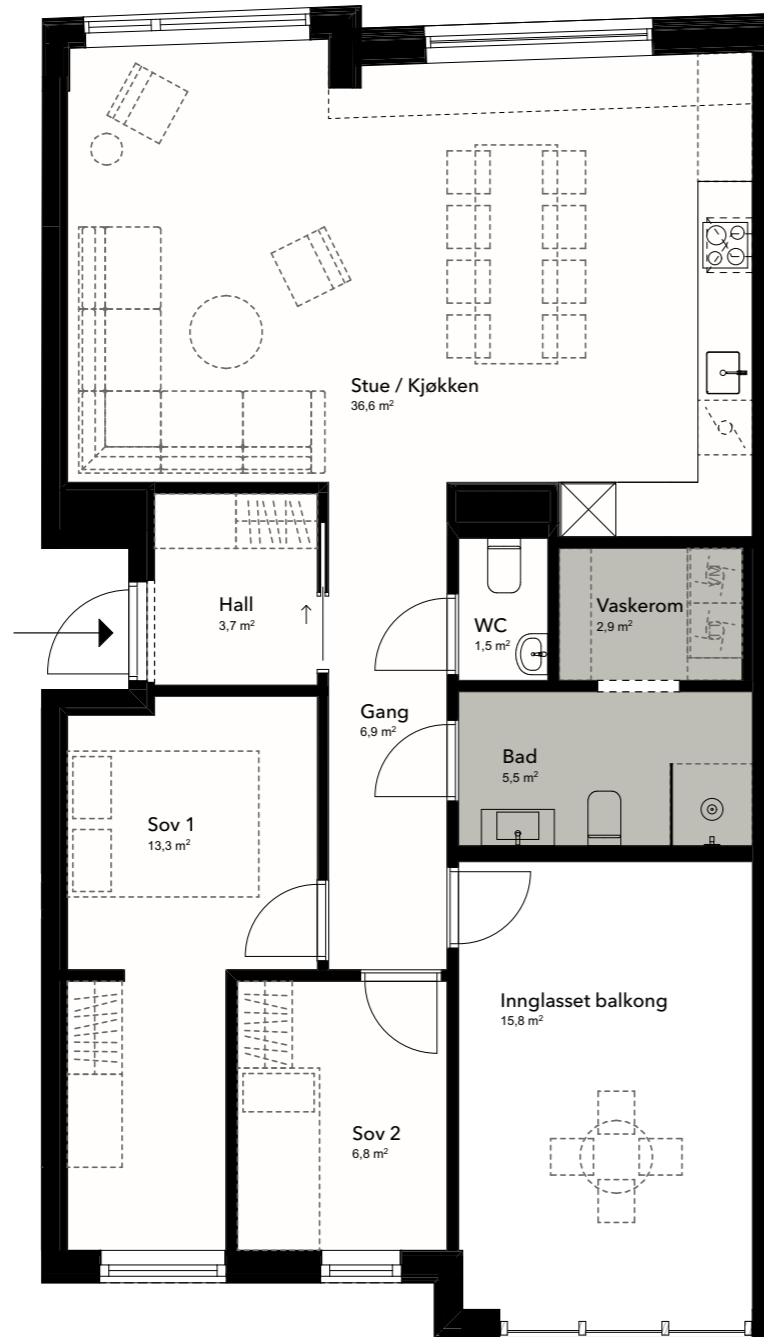 Stue / Kjøkken
36,6 m²
Hall
3,7 m²
WC
1,5 m²
Vaskerom
2,9 m²
VM
TT
Gang
6,9 m²
Bad
5,5 m²
Sov 1
13,3 m²
Innglasset balkong
15,8 m²
Sov 2
6,8 m²